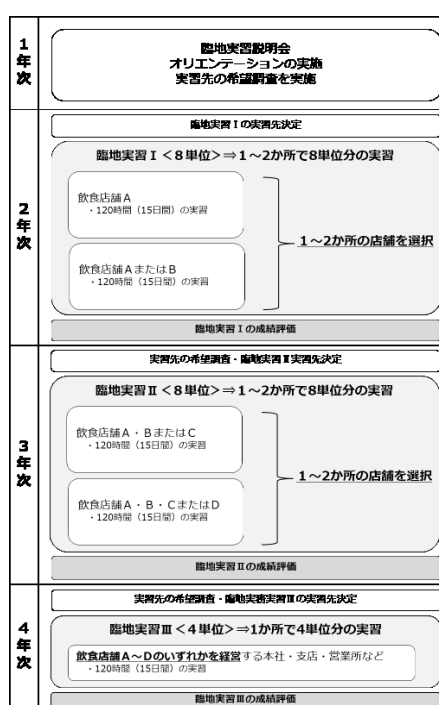 1年次
臨地実習説明会
オリエンテーションの実施
実習先の希望調査を実施
2年次
臨地実習Ⅰの実習先決定
臨地実習Ⅰ<8単位>⇒1~2か所で8単位分の実習
飲食店舗A
・120時間(15日間)の実習
飲食店舗AまたはB
・120時間(15日間)の実習
1~2か所の店舗を選択
臨地実習Ⅰの成績評価
3年次
実習先の希望調査・臨地実習Ⅱ実習先決定
臨地実習Ⅱ<8単位>⇒1~2か所で8単位分の実習
飲食店舗A・BまたはC
・120時間(15日間)の実習
飲食店舗A・B・CまたはD
・120時間(15日間)の実習
1~2か所の店舗を選択
臨地実習Ⅱの成績評価
4年次
実習先の希望調査・臨地実務実習Ⅲの実習先決定
臨地実習Ⅲ<4単位>⇒1か所で4単位分の実習
飲食店舗A~Dのいずれかを経営する本社・支店・営業所など
・120時間(15日間)の実習
臨地実習Ⅲの成績評価